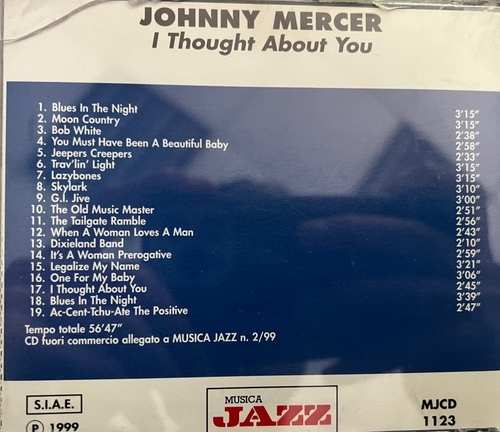 JOHNNY MERCER
I Thought About You
1. Blues In The Night 3'15"
2. Moon Country 3'15"
3. Bob White 2'38"
4. You Must Have Been A Beautiful Baby 2'58"
5. Jeepers Creepers 2'33"
6. Trav'lin' Light 3'15"
7. Lazybones 3'15"
8. Skylark 3'10"
9. G.I. Jive 3'00"
10. The Old Music Master 2'51"
11. The Tailgate Ramble 2'56"
12. When A Woman Loves A Man 2'43"
13. Dixieland Band 2'10"
14. It's A Woman Prerogative 2'59"
15. Legalize My Name 3'21"
16. One For My Baby 3'06"
17. I Thought About You 2'45"
18. Blues In The Night 3'39"
19. Ac-Cent-Tchu-Ate The Positive 2'47"
Tempo totale 56'47"
CD fuori commercio allegato a MUSICA JAZZ n. 2/99
S.I.A.E.
℗ 1999
MUSICA
JAZZ
MJCD
1123